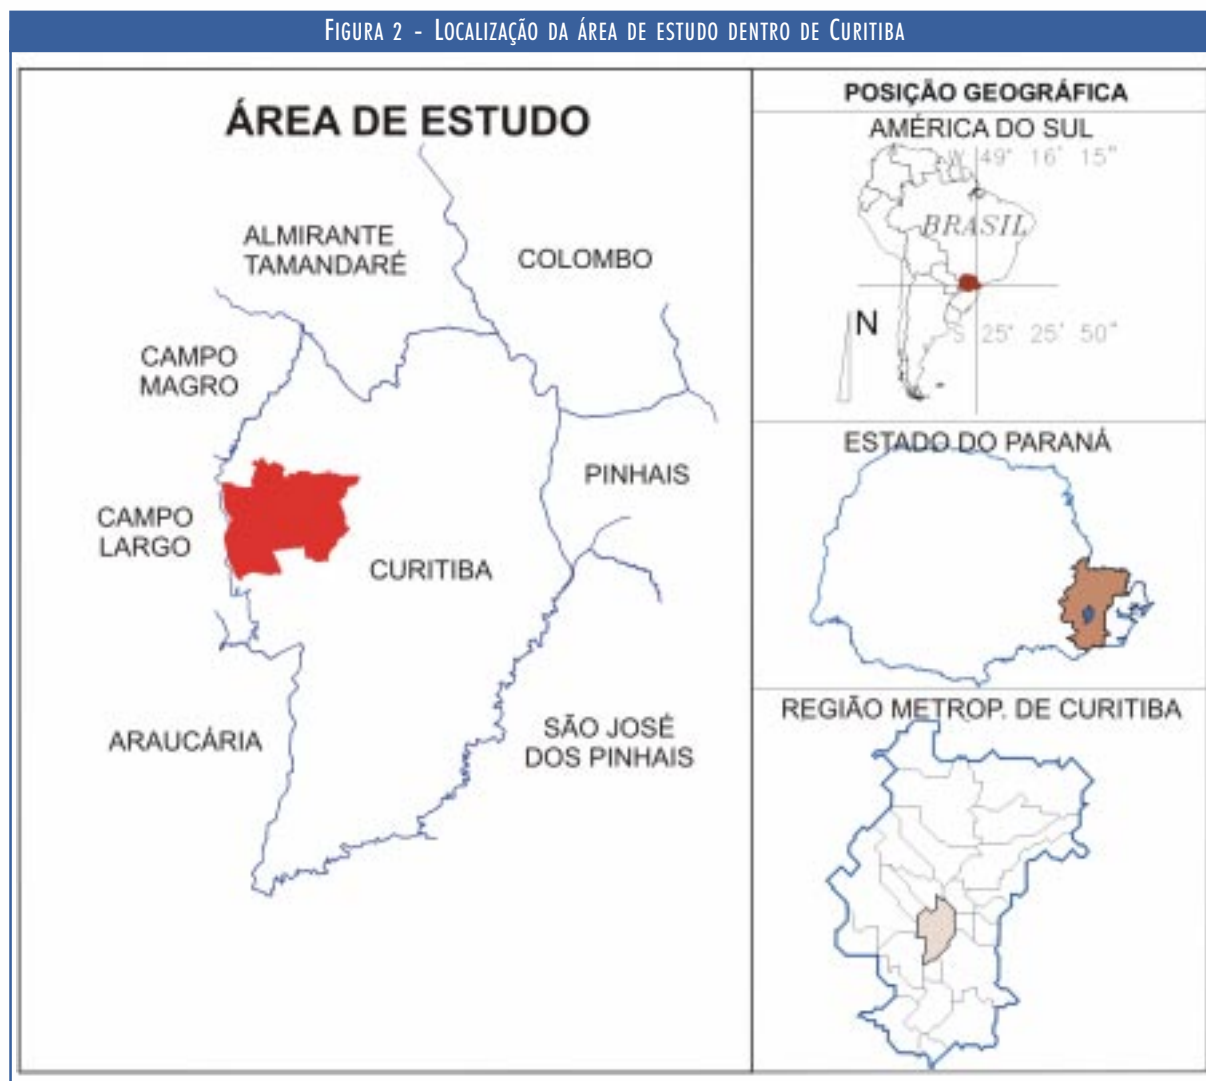 FIGURA 2 - LOCALIZAÇÃO DA ÁREA DE ESTUDO DENTRO DE CURITIBA
ÁREA DE ESTUDO
ALMIRANTE
TAMANDARÉ
COLOMBO
CAMPO
MAGRO
PINHAIS
CAMPO
LARGO
CURITIBA
ARAUCÁRIA
SÃO JOSÉ
DOS PINHAIS
POSIÇÃO GEOGRÁFICA
AMÉRICA DO SUL
W 49° 16' 15"
BRASIL
N
S 25° 25' 50"
ESTADO DO PARANÁ
REGIÃO METROP. DE CURITIBA